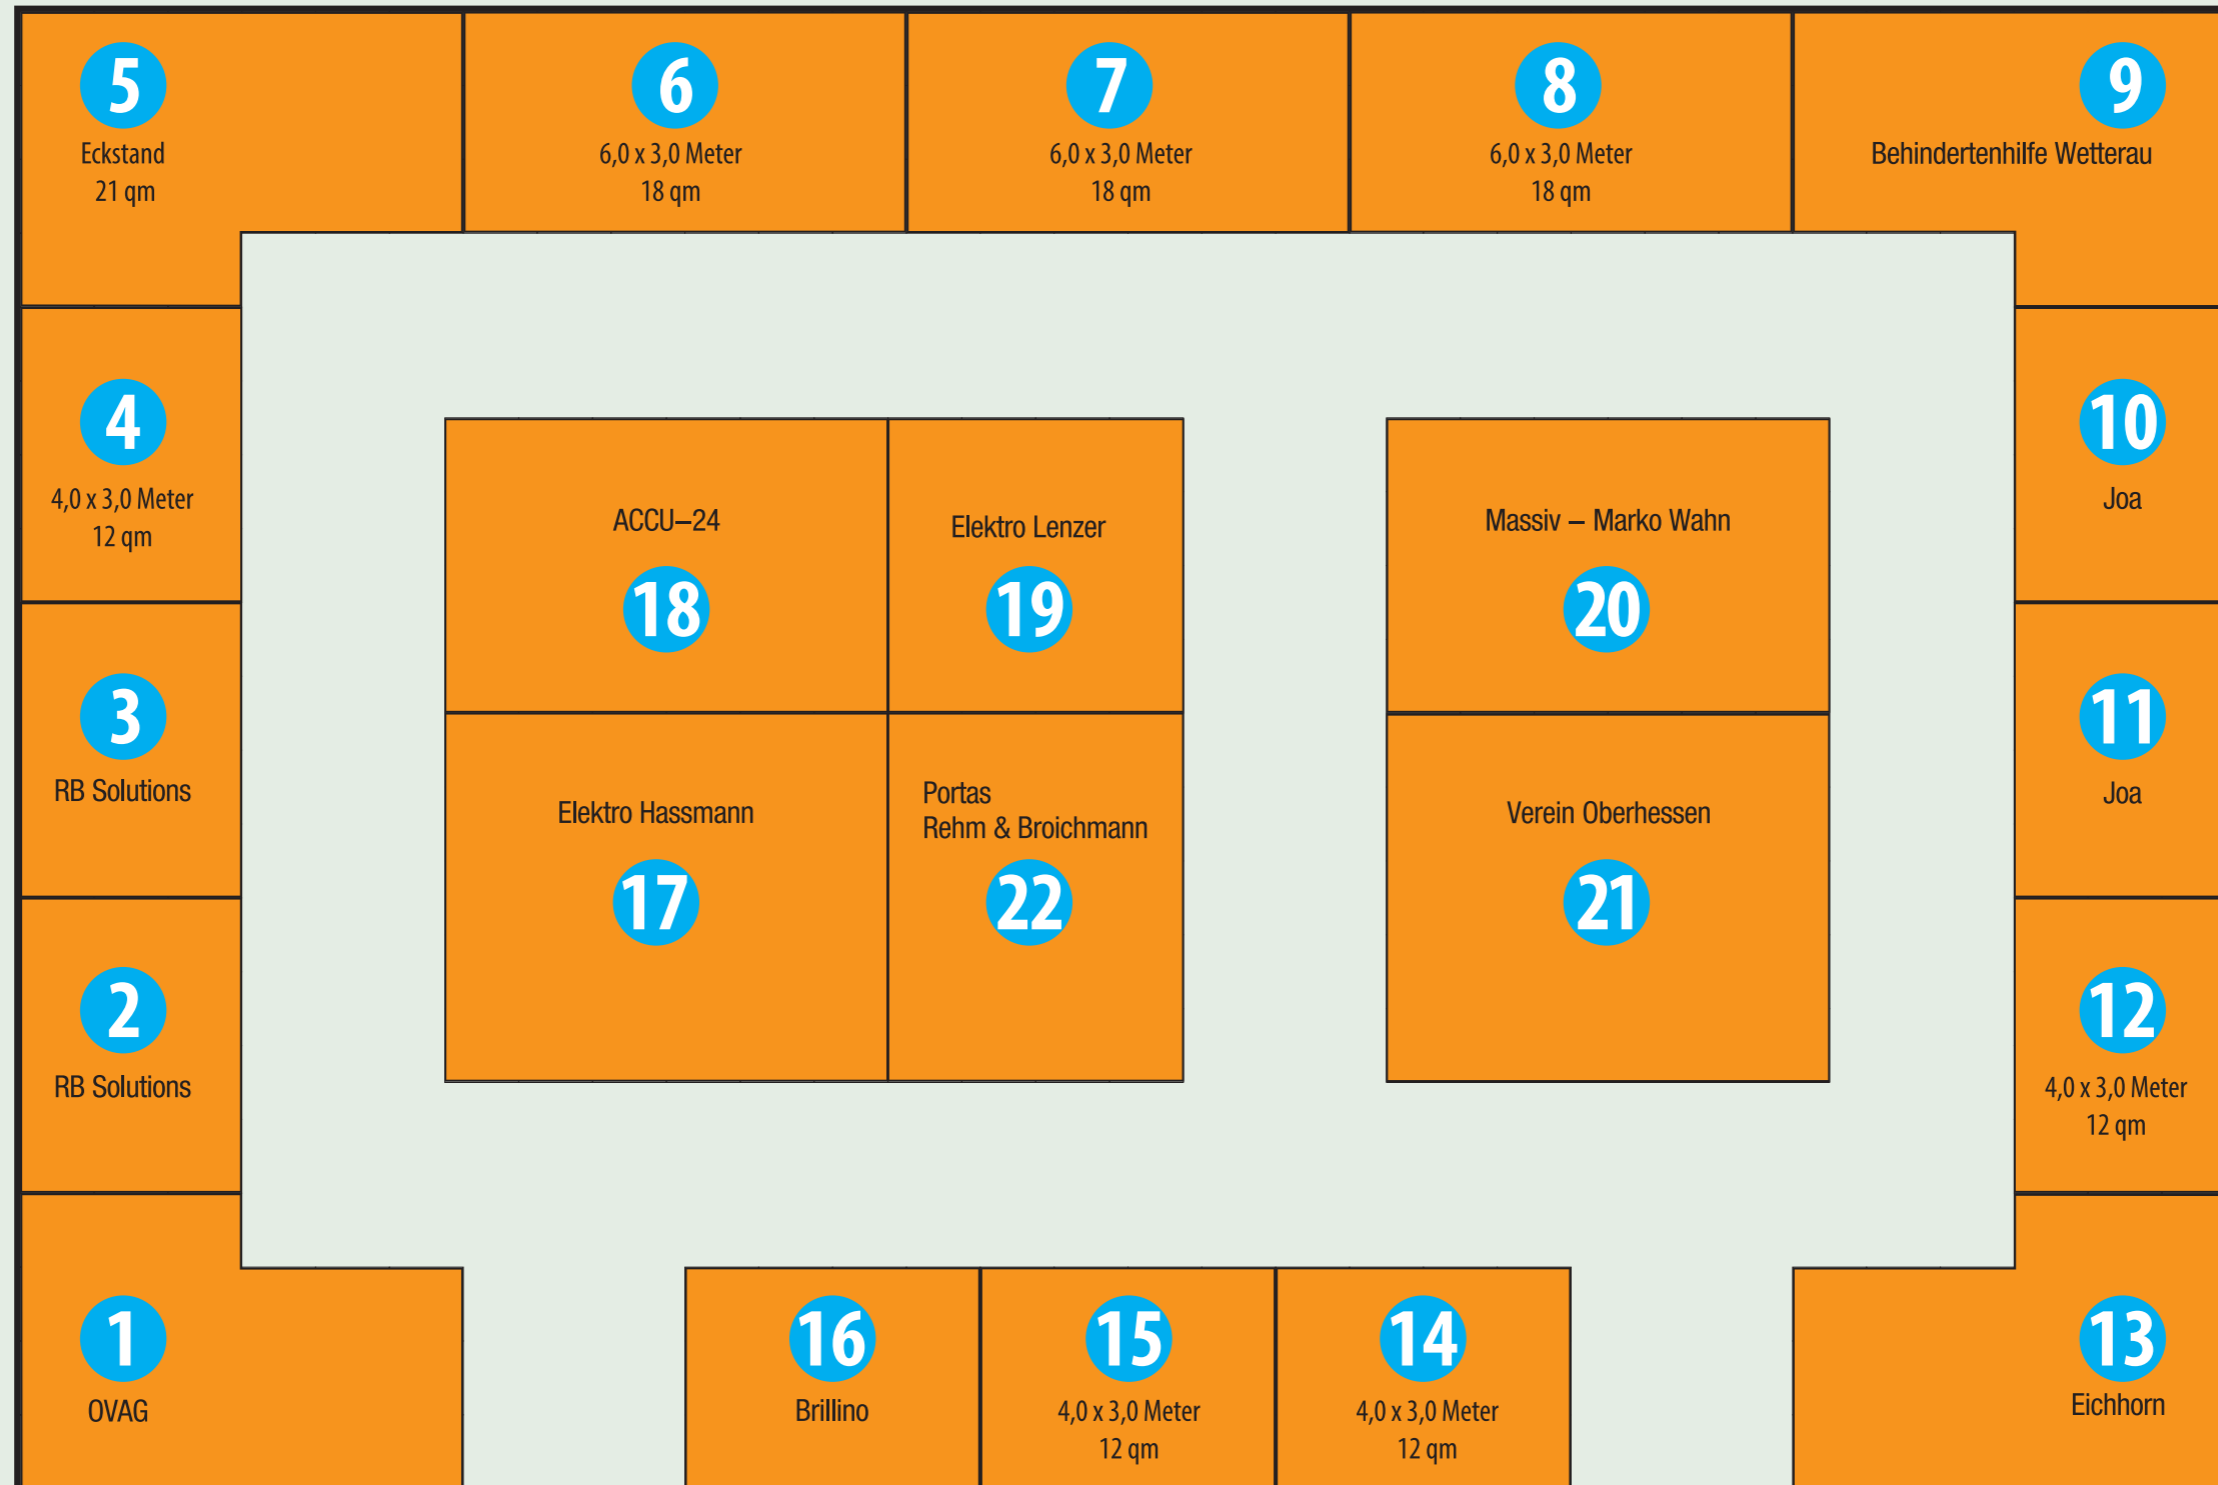 5
Eckstand
21 qm
6
6,0 x 3,0 Meter
18 qm
7
6,0 x 3,0 Meter
18 qm
8
6,0 x 3,0 Meter
18 qm
9
Behindertenhilfe Wetterau
4
4,0 x 3,0 Meter
12 qm
ACCU–24
18
Elektro Lenzer
19
Massiv – Marko Wahn
20
10
Joa
3
RB Solutions
Elektro Hassmann
17
Portas
Rehm & Broichmann
22
Verein Oberhessen
21
11
Joa
2
RB Solutions
12
4,0 x 3,0 Meter
12 qm
1
OVAG
16
Brillino
15
4,0 x 3,0 Meter
12 qm
14
4,0 x 3,0 Meter
12 qm
13
Eichhorn